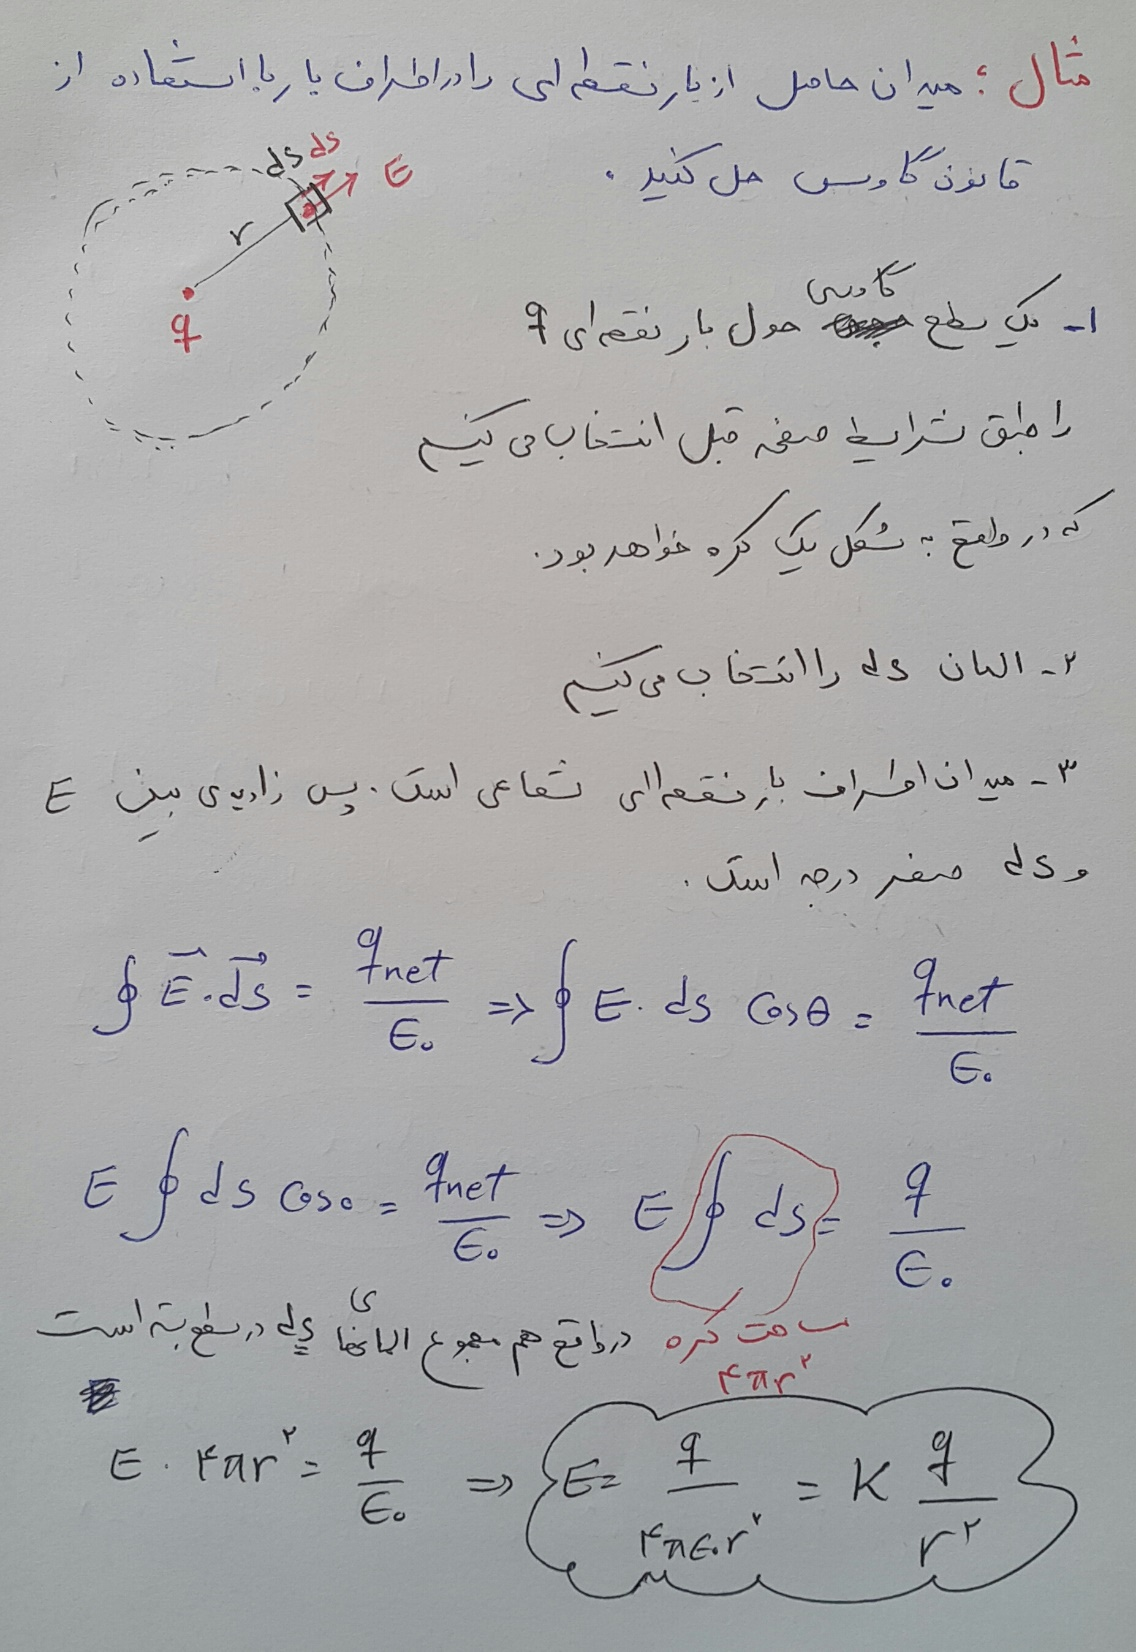 مثال : میدان حاصل از بار نقطه ای را در اطراف بار با استفاده از
قانون گاوس حل کنید .
ds ds E
r
q
۱- یک سطح گاوسی حول بار نقطه ای q
را طبق شرایط صفحه قبل انتخاب می کنیم
که در واقع به شکل یک کره خواهد بود.
۲- المان ds را انتخاب می کنیم
۳- میدان اطراف بار نقطه ای شعاعی است . پس زاویه ی بین E
و ds صفر درجه است .
∮ E⃗ . ds⃗ = qnet/ε₀ ⇒ ∮ E . ds cosθ = qnet/ε₀
E ∮ ds cos0 = qnet/ε₀ ⇒ E ∮ ds = q/ε₀
مساحت کره در واقع هم مجموع المانهای ds در سطح بسته است
۴πr²
E . ۴πr² = q/ε₀ ⇒ E = q/۴πε₀r² = K q/r²